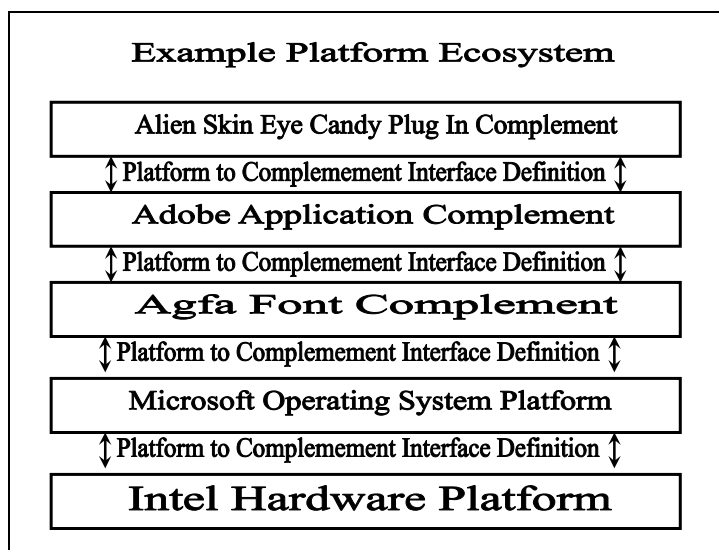 Example Platform Ecosystem
Alien Skin Eye Candy Plug In Complement
Platform to Complemement Interface Definition
Adobe Application Complement
Platform to Complemement Interface Definition
Agfa Font Complement
Platform to Complemement Interface Definition
Microsoft Operating System Platform
Platform to Complemement Interface Definition
Intel Hardware Platform